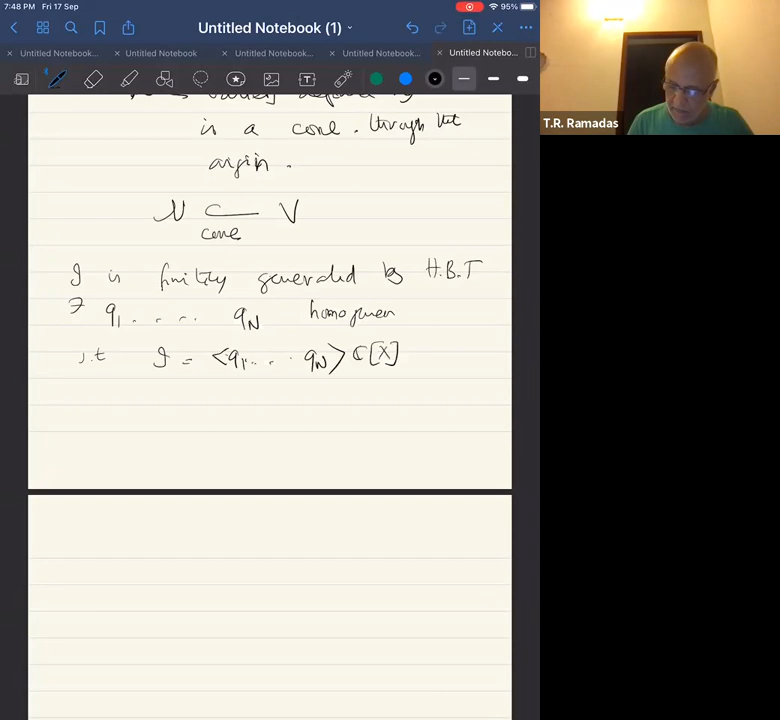 7:48 PM Fri 17 Sep
95%
Untitled Notebook (1)
Untitled Notebook...
Untitled Notebook
Untitled Notebook...
Untitled Notebook...
Untitled Notebo...
T.R. Ramadas
is a cone. through the
origin.
N ⊂ V
cone
I is finitely generated by H.B.T
∃ q1 . . . . qN homogenen
s.t I = <q1 . . . qN> ℂ[X]